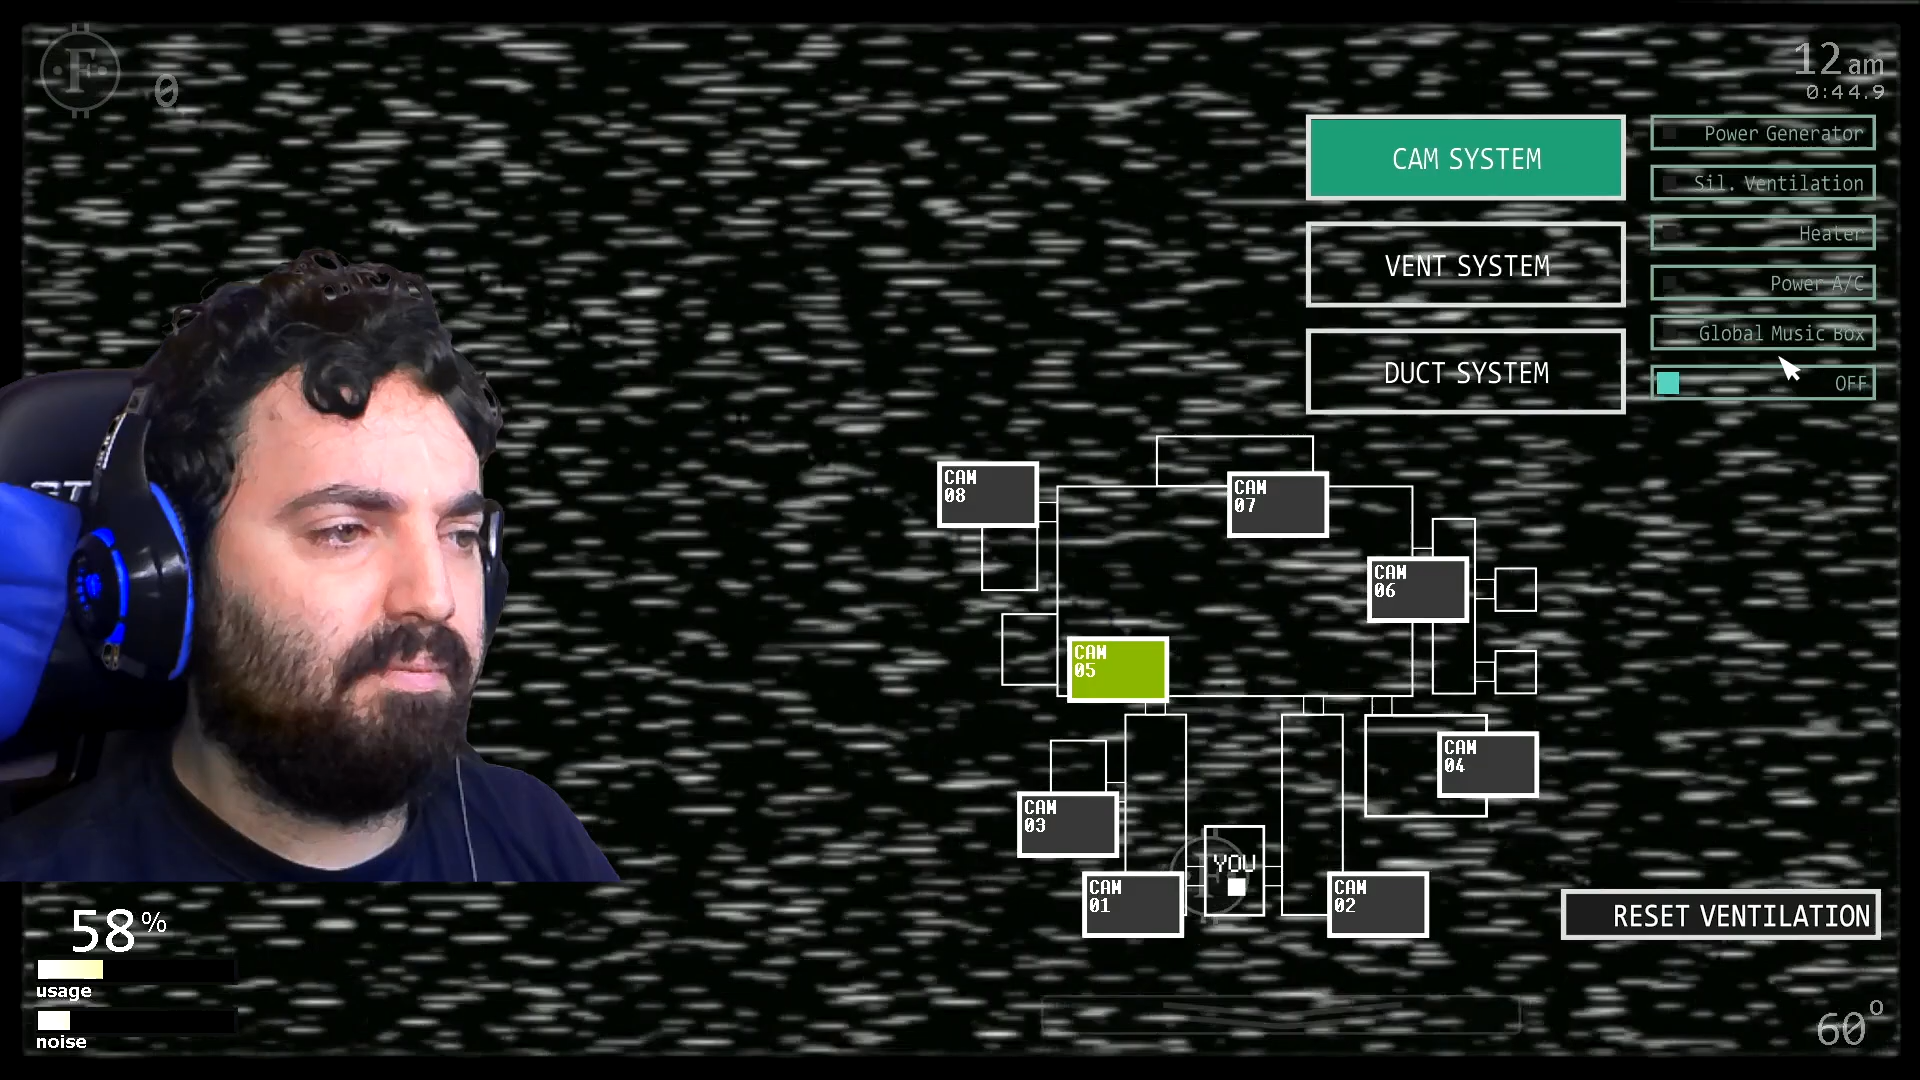 F
0
12 am
0:44.9
CAM SYSTEM
VENT SYSTEM
DUCT SYSTEM
Power Generator
Sil. Ventilation
Heater
Power A/C
Global Music Box
OFF
CAM
08
CAM
07
CAM
06
CAM
05
CAM
04
CAM
03
YOU
CAM
01
CAM
02
RESET VENTILATION
58%
usage
noise
60°